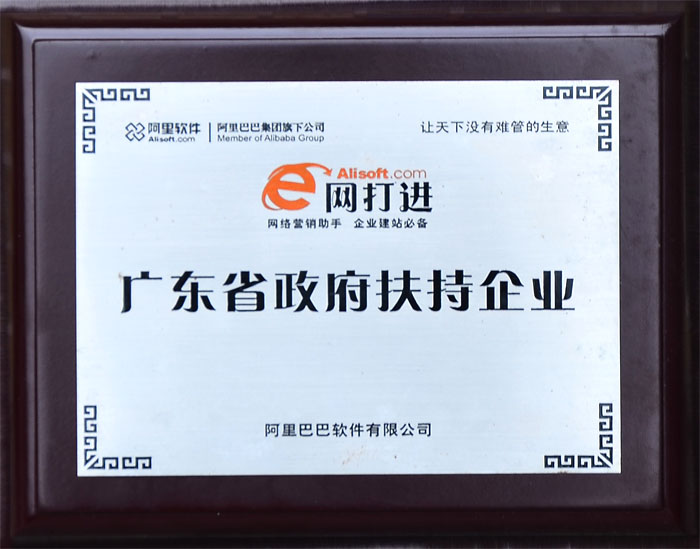 阿里软件 阿里巴巴集团旗下公司 让天下没有难管的生意
Alisoft.com Member of Alibaba Group
Alisoft.com
e网打进
网络营销助手 企业建站必备
广东省政府扶持企业
阿里巴巴软件有限公司